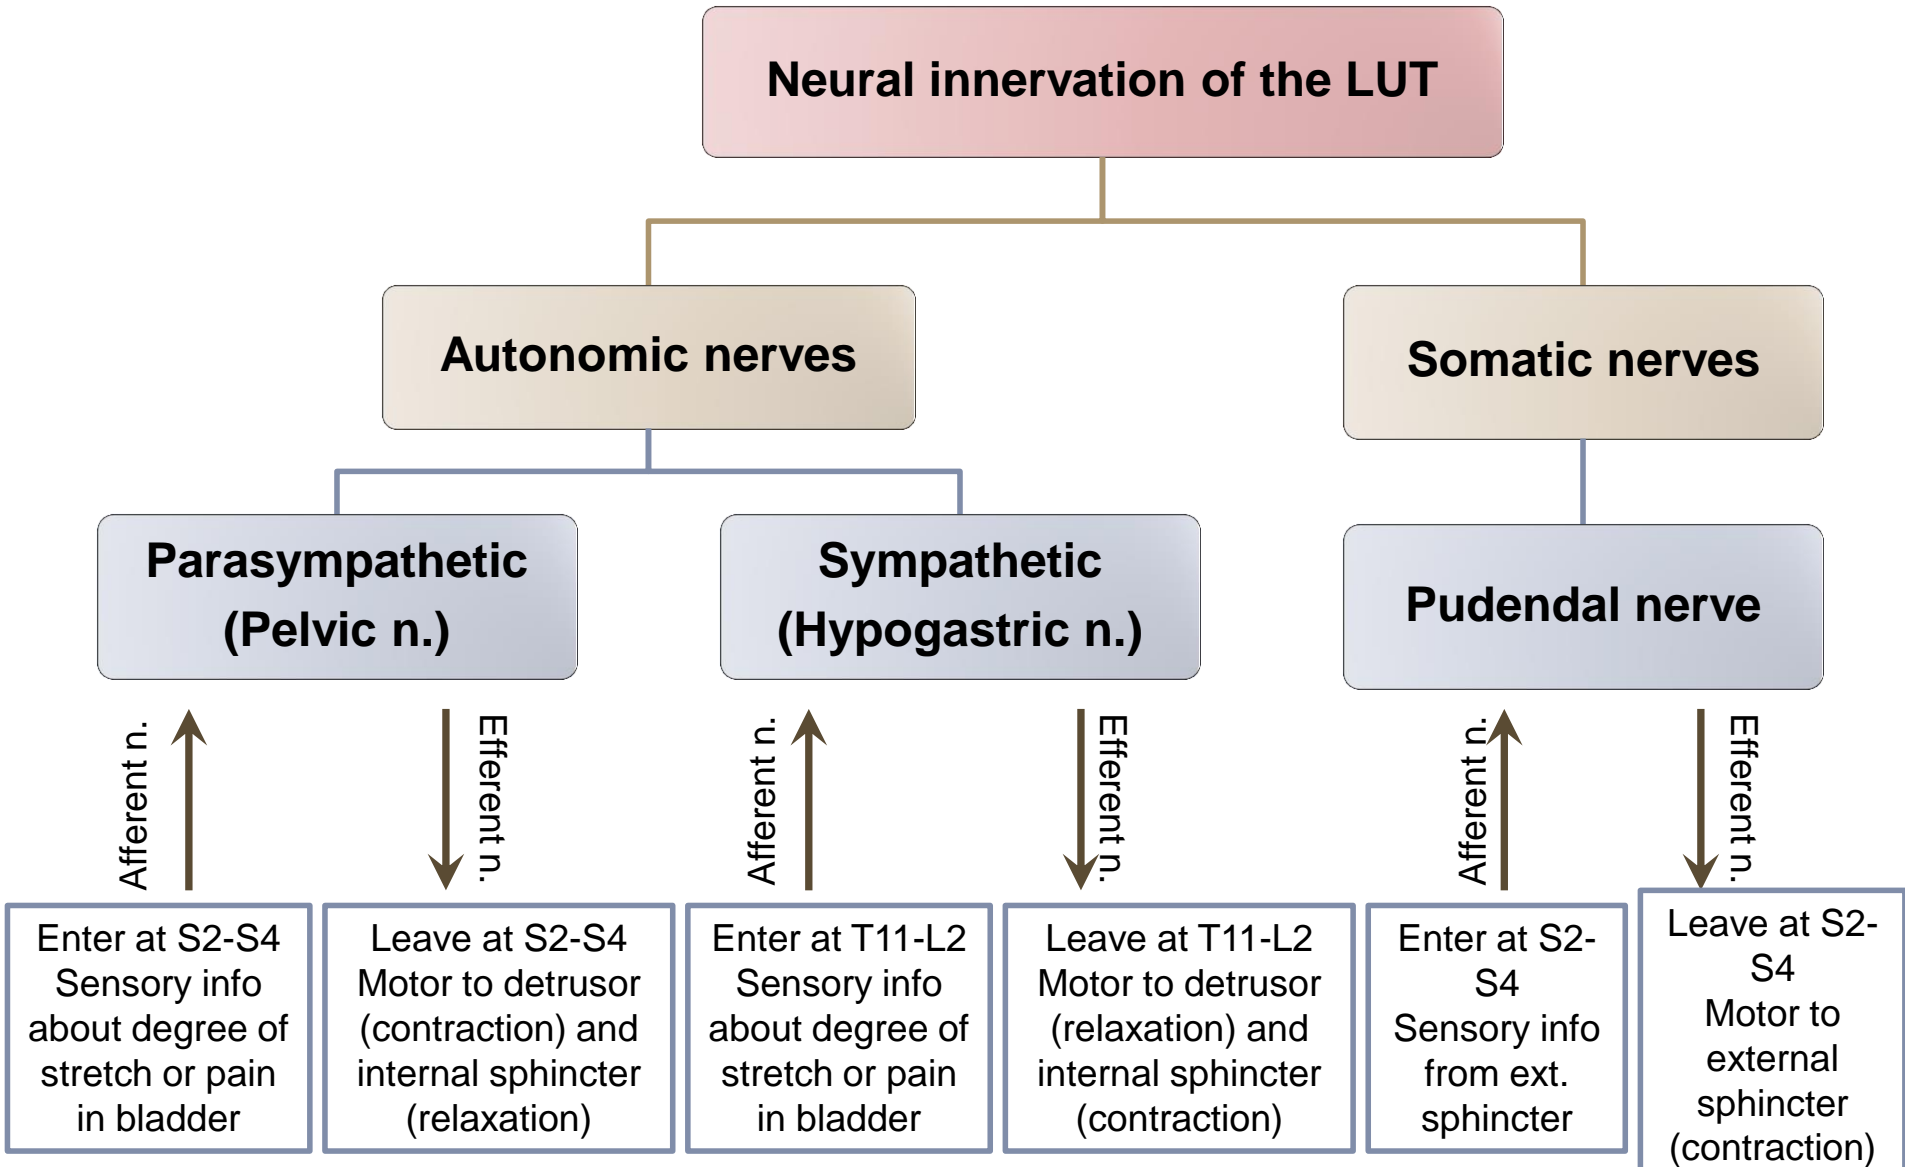 Neural innervation of the LUT
Autonomic nerves
Somatic nerves
Parasympathetic
(Pelvic n.)
Sympathetic
(Hypogastric n.)
Pudendal nerve
Afferent n.
Efferent n.
Afferent n.
Efferent n.
Afferent n.
Efferent n.
Enter at S2-S4
Sensory info
about degree of
stretch or pain
in bladder
Leave at S2-S4
Motor to detrusor
(contraction) and
internal sphincter
(relaxation)
Enter at T11-L2
Sensory info
about degree of
stretch or pain
in bladder
Leave at T11-L2
Motor to detrusor
(relaxation) and
internal sphincter
(contraction)
Enter at S2-
S4
Sensory info
from ext.
sphincter
Leave at S2-
S4
Motor to
external
sphincter
(contraction)